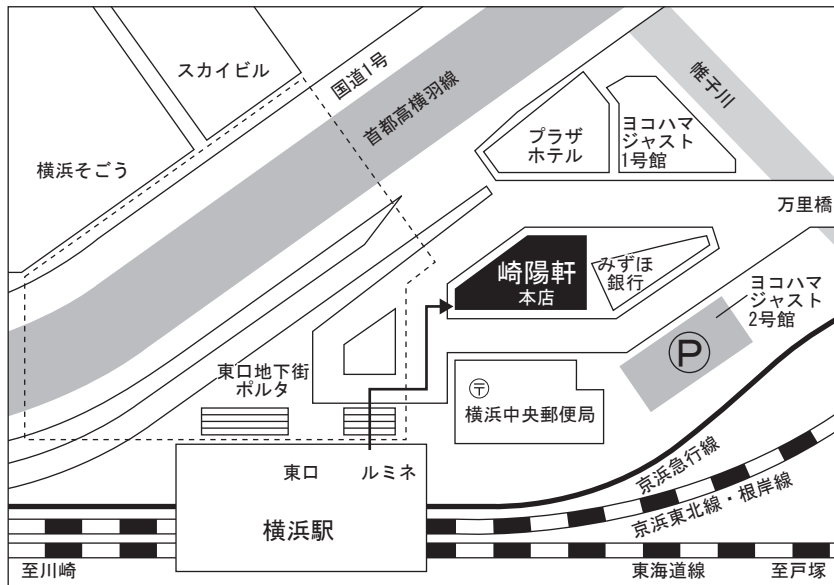 スカイビル
国道1号
首都高横羽線
帷子川
横浜そごう
プラザ
ホテル
ヨコハマ
ジャスト
1号館
万里橋
崎陽軒
本店
みずほ
銀行
ヨコハマ
ジャスト
2号館
P
東口地下街
ポルタ
〒
横浜中央郵便局
東口
ルミネ
横浜駅
京浜急行線
京浜東北線・根岸線
至川崎
東海道線
至戸塚